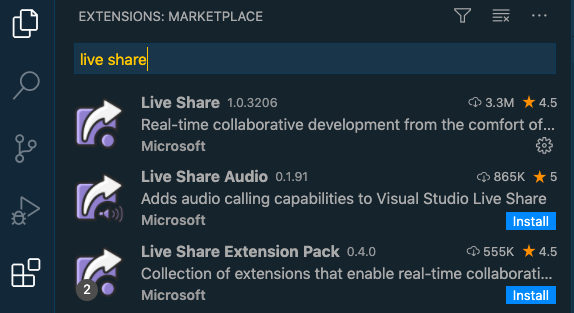 EXTENSIONS: MARKETPLACE
live share
Live Share 1.0.3206 3.3M 4.5
Real-time collaborative development from the comfort of...
Microsoft
Live Share Audio 0.1.91 865K 5
Adds audio calling capabilities to Visual Studio Live Share
Microsoft Install
Live Share Extension Pack 0.4.0 555K 4.5
Collection of extensions that enable real-time collaborati...
2 Microsoft Install